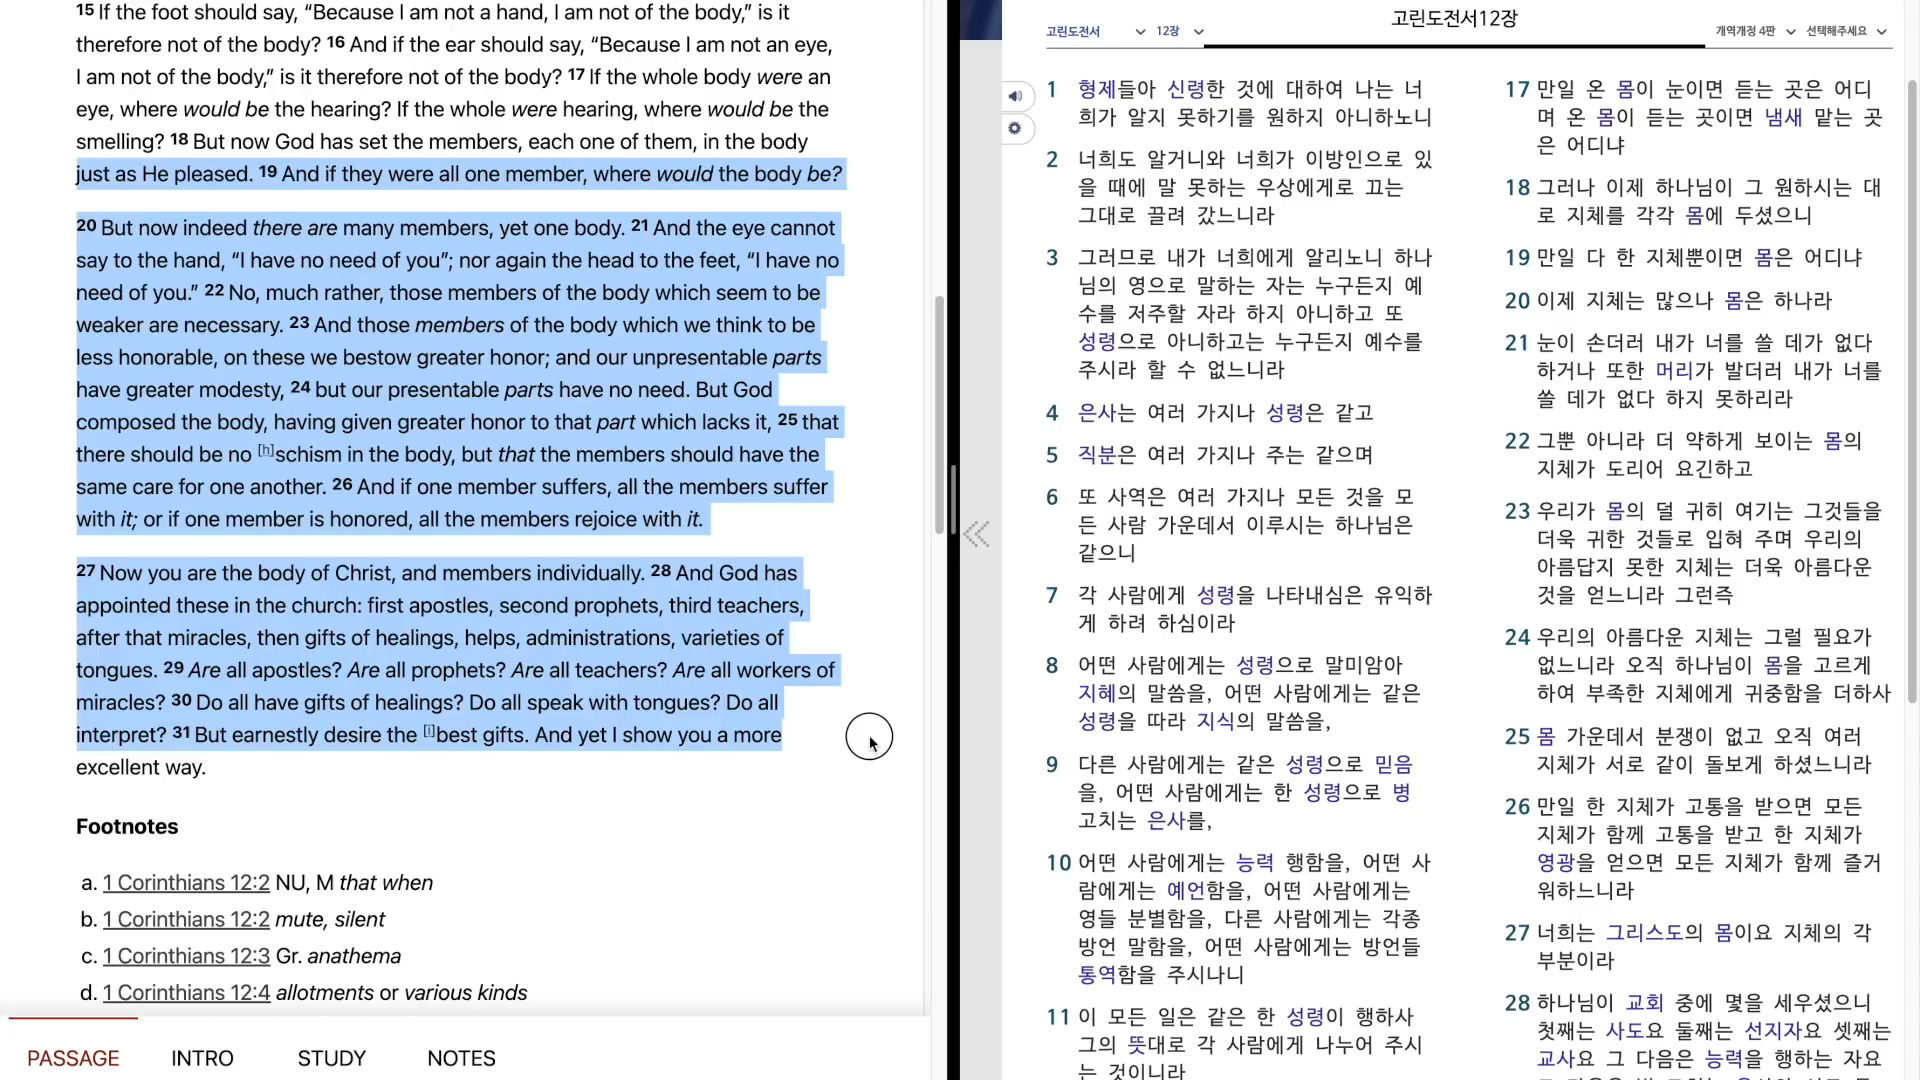 15 If the foot should say, “Because I am not a hand, I am not of the body,” is it
therefore not of the body? 16 And if the ear should say, “Because I am not an eye,
I am not of the body,” is it therefore not of the body? 17 If the whole body were an
eye, where would be the hearing? If the whole were hearing, where would be the
smelling? 18 But now God has set the members, each one of them, in the body
just as He pleased. 19 And if they were all one member, where would the body be?
20 But now indeed there are many members, yet one body. 21 And the eye cannot
say to the hand, “I have no need of you”; nor again the head to the feet, “I have no
need of you.” 22 No, much rather, those members of the body which seem to be
weaker are necessary. 23 And those members of the body which we think to be
less honorable, on these we bestow greater honor; and our unpresentable parts
have greater modesty, 24 but our presentable parts have no need. But God
composed the body, having given greater honor to that part which lacks it, 25 that
there should be no [h]schism in the body, but that the members should have the
same care for one another. 26 And if one member suffers, all the members suffer
with it; or if one member is honored, all the members rejoice with it.
27 Now you are the body of Christ, and members individually. 28 And God has
appointed these in the church: first apostles, second prophets, third teachers,
after that miracles, then gifts of healings, helps, administrations, varieties of
tongues. 29 Are all apostles? Are all prophets? Are all teachers? Are all workers of
miracles? 30 Do all have gifts of healings? Do all speak with tongues? Do all
interpret? 31 But earnestly desire the [i]best gifts. And yet I show you a more
excellent way.
Footnotes
a. 1 Corinthians 12:2 NU, M that when
b. 1 Corinthians 12:2 mute, silent
c. 1 Corinthians 12:3 Gr. anathema
d. 1 Corinthians 12:4 allotments or various kinds
PASSAGE INTRO STUDY NOTES
고린도전서 12장 고린도전서12장 개역개정 4판 선택해주세요
1 형제들아 신령한 것에 대하여 나는 너
희가 알지 못하기를 원하지 아니하노니
2 너희도 알거니와 너희가 이방인으로 있
을 때에 말 못하는 우상에게로 끄는
그대로 끌려 갔느니라
3 그러므로 내가 너희에게 알리노니 하나
님의 영으로 말하는 자는 누구든지 예
수를 저주할 자라 하지 아니하고 또
성령으로 아니하고는 누구든지 예수를
주시라 할 수 없느니라
4 은사는 여러 가지나 성령은 같고
5 직분은 여러 가지나 주는 같으며
6 또 사역은 여러 가지나 모든 것을 모
든 사람 가운데서 이루시는 하나님은
같으니
7 각 사람에게 성령을 나타내심은 유익하
게 하려 하심이라
8 어떤 사람에게는 성령으로 말미암아
지혜의 말씀을, 어떤 사람에게는 같은
성령을 따라 지식의 말씀을,
9 다른 사람에게는 같은 성령으로 믿음
을, 어떤 사람에게는 한 성령으로 병
고치는 은사를,
10 어떤 사람에게는 능력 행함을, 어떤 사
람에게는 예언함을, 어떤 사람에게는
영들 분별함을, 다른 사람에게는 각종
방언 말함을, 어떤 사람에게는 방언들
통역함을 주시나니
11 이 모든 일은 같은 한 성령이 행하사
그의 뜻대로 각 사람에게 나누어 주시
는 것이니라
17 만일 온 몸이 눈이면 듣는 곳은 어디
며 온 몸이 듣는 곳이면 냄새 맡는 곳
은 어디냐
18 그러나 이제 하나님이 그 원하시는 대
로 지체를 각각 몸에 두셨으니
19 만일 다 한 지체뿐이면 몸은 어디냐
20 이제 지체는 많으나 몸은 하나라
21 눈이 손더러 내가 너를 쓸 데가 없다
하거나 또한 머리가 발더러 내가 너를
쓸 데가 없다 하지 못하리라
22 그뿐 아니라 더 약하게 보이는 몸의
지체가 도리어 요긴하고
23 우리가 몸의 덜 귀히 여기는 그것들을
더욱 귀한 것들로 입혀 주며 우리의
아름답지 못한 지체는 더욱 아름다운
것을 얻느니라 그런즉
24 우리의 아름다운 지체는 그럴 필요가
없느니라 오직 하나님이 몸을 고르게
하여 부족한 지체에게 귀중함을 더하사
25 몸 가운데서 분쟁이 없고 오직 여러
지체가 서로 같이 돌보게 하셨느니라
26 만일 한 지체가 고통을 받으면 모든
지체가 함께 고통을 받고 한 지체가
영광을 얻으면 모든 지체가 함께 즐거
워하느니라
27 너희는 그리스도의 몸이요 지체의 각
부분이라
28 하나님이 교회 중에 몇을 세우셨으니
첫째는 사도요 둘째는 선지자요 셋째는
교사요 그 다음은 능력을 행하는 자요